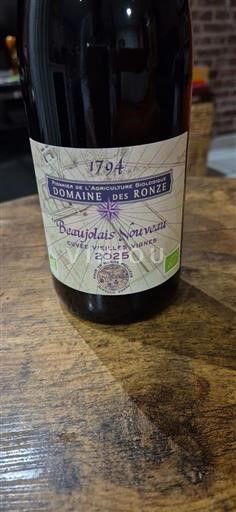 1794
Pionnier de l'Agriculture Biologique
DOMAINE DES RONZE
Beaujolais Nouveau
CUVÉE VIEILLES VIGNES
2025